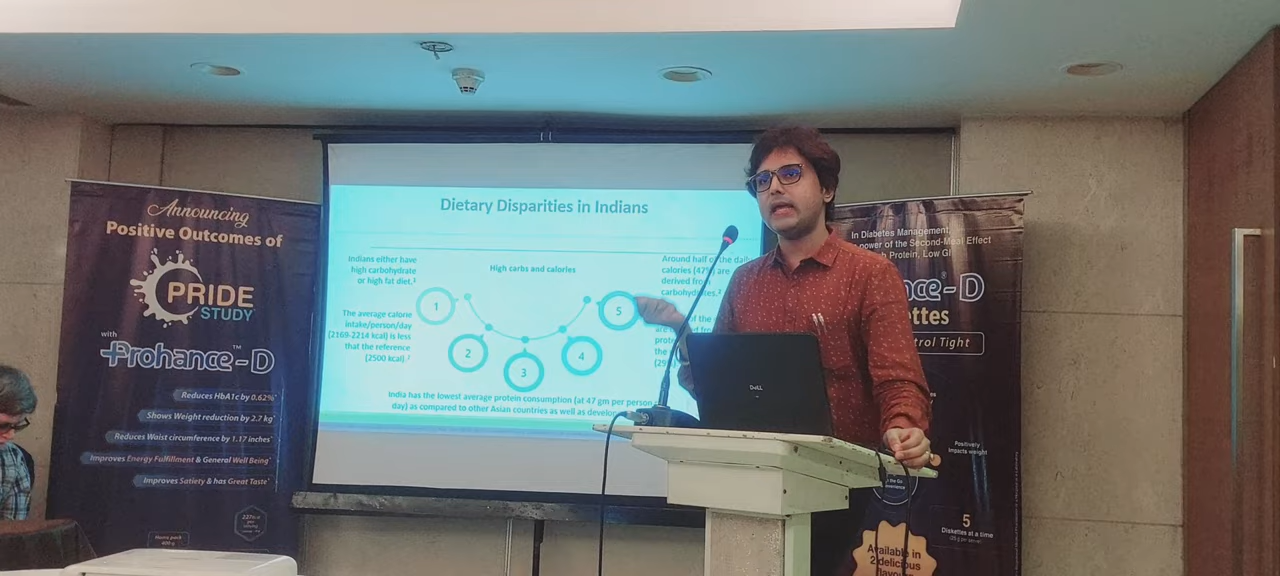 Announcing
Positive Outcomes of
PRIDE
STUDY
with
Prohance™-D
Reduces HbA1c by 0.62%*
Shows Weight reduction by 2.7 kg*
Reduces Waist circumference by 1.17 inches*
Improves Energy Fulfillment & General Well Being*
Improves Satiety & has Great Taste*
Dietary Disparities in Indians
Indians either have
high carbohydrate
or high fat diet.
The average calorie
intake/person/day
(2169-2214 kcal) is less
that the reference
(2500 kcal).
High carbs and calories
1
2
3
4
5
Around half of the daily
calories (47%) are
derived from
carbohydrates.
of the
are
(29
India has the lowest average protein consumption (at 47 gm per person
day) as compared to other Asian countries as well as
DELL
In Diabetes Management,
power of the Second-Meal Effect
Protein, Low GI
nce®-D
ettes
trol Tight
Positively
impacts weight
5
Diskettes at a time
Available in
2 delicious
flavours